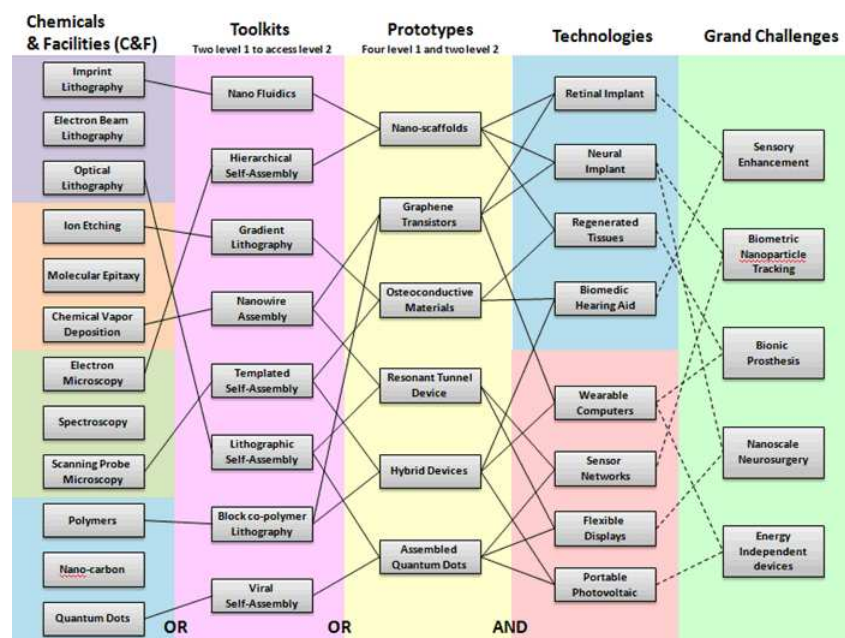 Chemicals
& Facilities (C&F)
Toolkits
Two level 1 to access level 2
Prototypes
Four level 1 and two level 2
Technologies
Grand Challenges
Imprint
Lithography
Electron Beam
Lithography
Optical
Lithography
Ion Etching
Molecular Epitaxy
Chemical Vapor
Deposition
Electron
Microscopy
Spectroscopy
Scanning Probe
Microscopy
Polymers
Nano-carbon
Quantum Dots
Nano Fluidics
Hierarchical
Self-Assembly
Gradient
Lithography
Nanowire
Assembly
Templated
Self-Assembly
Lithographic
Self-Assembly
Block co-polymer
Lithography
Viral
Self-Assembly
Nano-scaffolds
Graphene
Transistors
Osteoconductive
Materials
Resonant Tunnel
Device
Hybrid Devices
Assembled
Quantum Dots
Retinal Implant
Neural
Implant
Regenerated
Tissues
Biomedic
Hearing Aid
Wearable
Computers
Sensor
Networks
Flexible
Displays
Portable
Photovoltaic
Sensory
Enhancement
Biometric
Nanoparticle
Tracking
Bionic
Prosthesis
Nanoscale
Neurosurgery
Energy
Independent
devices
OR
OR
AND